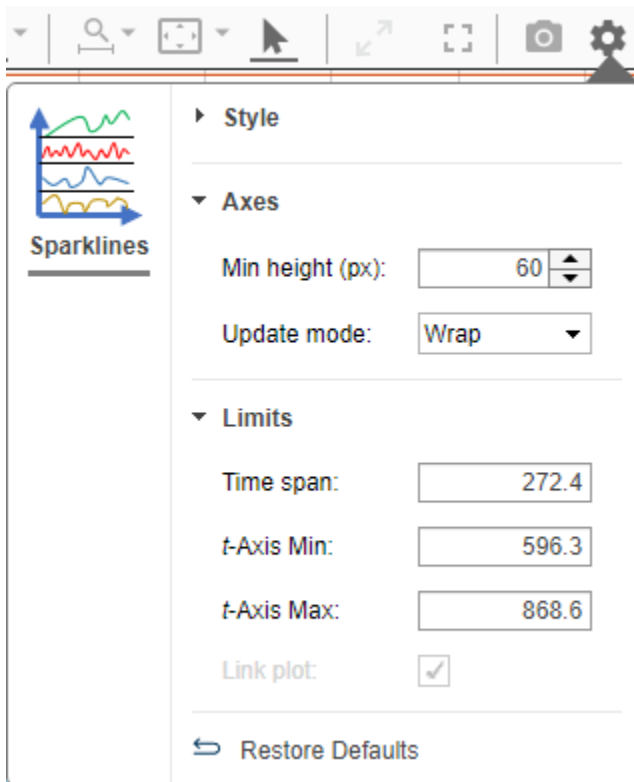 Sparklines
Style
Axes
Min height (px): 60
Update mode: Wrap
Limits
Time span: 272.4
t-Axis Min: 596.3
t-Axis Max: 868.6
Link plot:
Restore Defaults